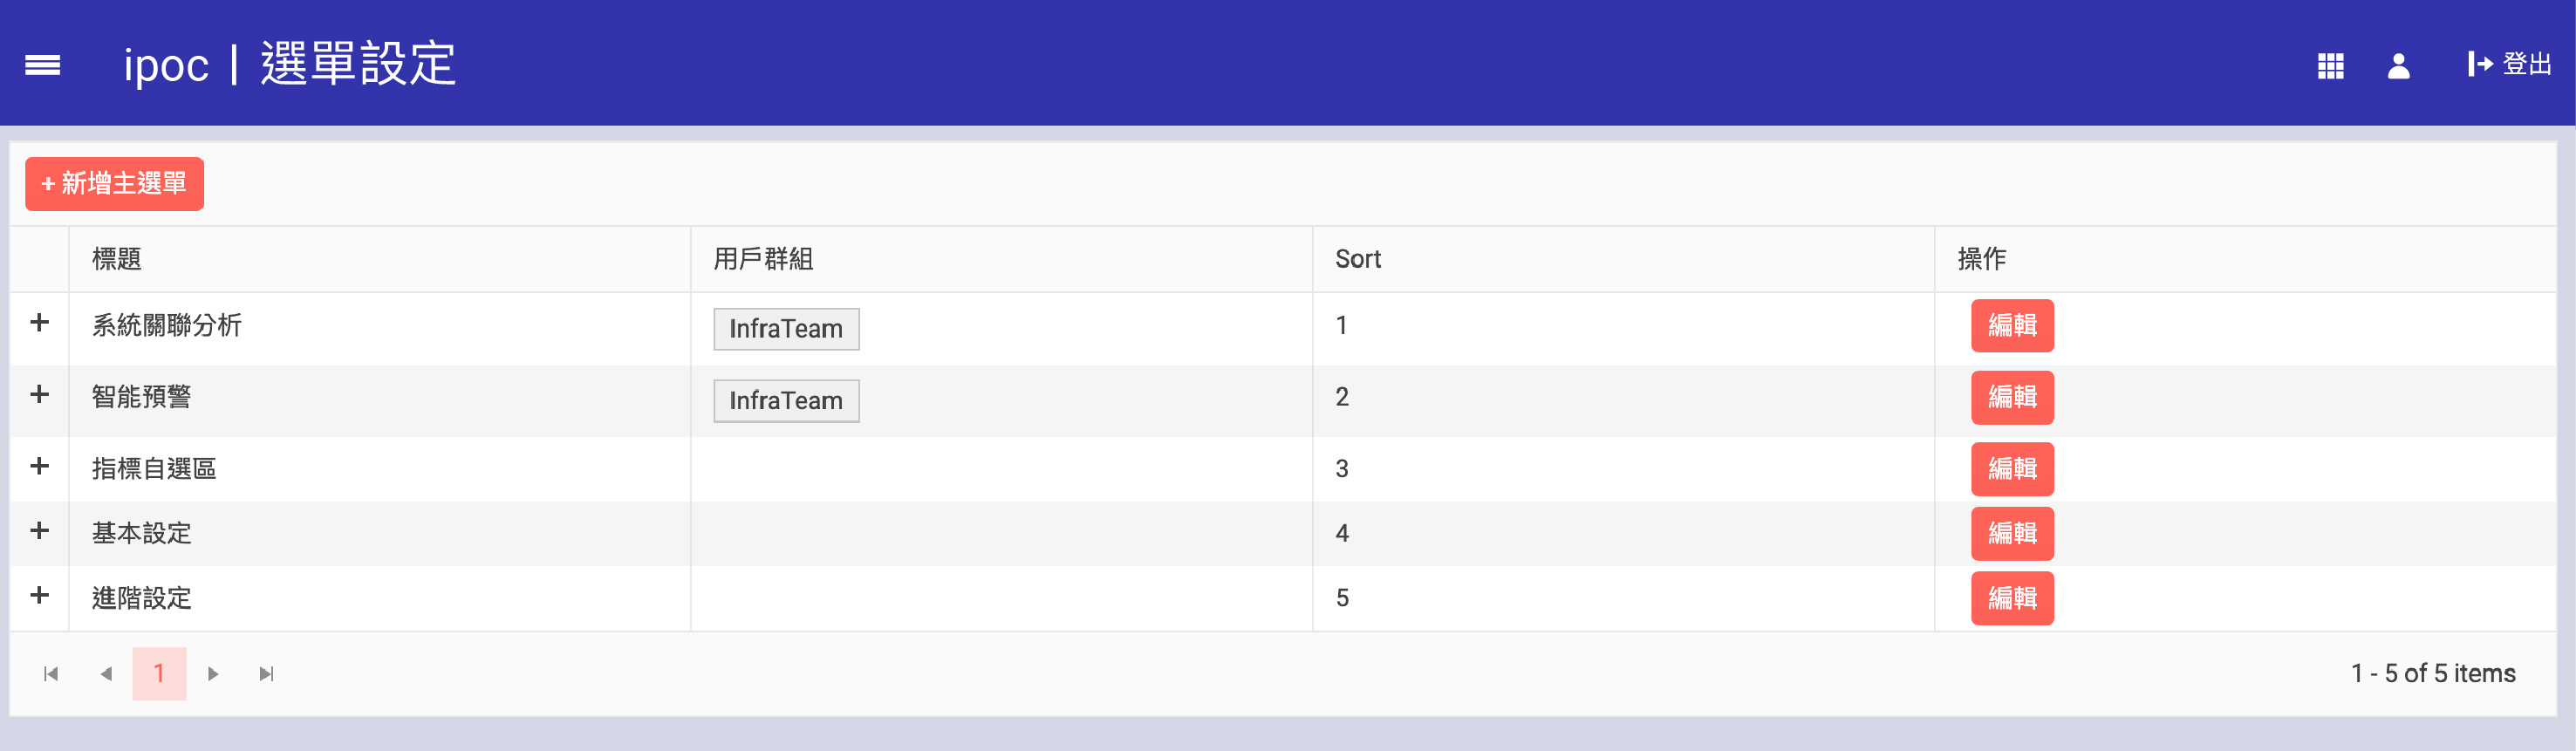 ipoc | 選單設定
登出
+ 新增主選單
標題 用戶群組 Sort 操作
+ 系統關聯分析 InfraTeam 1 編輯
+ 智能預警 InfraTeam 2 編輯
+ 指標自選區 3 編輯
+ 基本設定 4 編輯
+ 進階設定 5 編輯
1
1 - 5 of 5 items